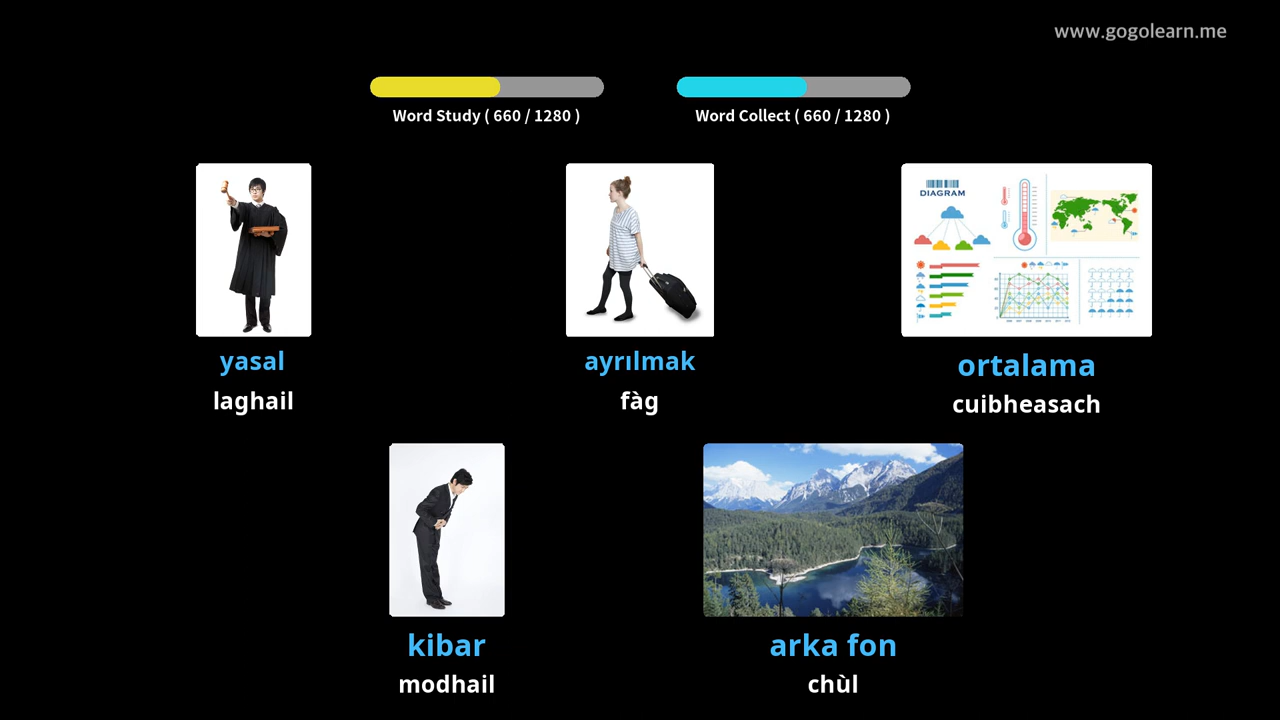 www.gogolearn.me
Word Study ( 660 / 1280 )
Word Collect ( 660 / 1280 )
DIAGRAM
yasal
laghail
ayrılmak
fàg
ortalama
cuibheasach
kibar
modhail
arka fon
chùl